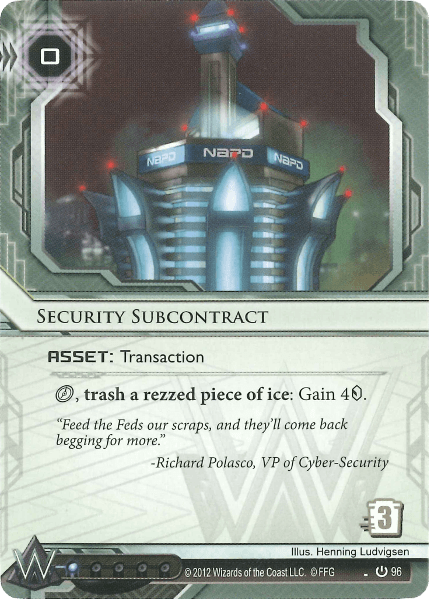 0
NAPD
NAPD
NAPD
SECURITY SUBCONTRACT
ASSET: Transaction
, trash a rezzed piece of ice: Gain 4.
“Feed the Feds our scraps, and they’ll come back
begging for more.”
-Richard Polasco, VP of Cyber-Security
3
Illus. Henning Ludvigsen
© 2012 Wizards of the Coast LLC. © FFG 96